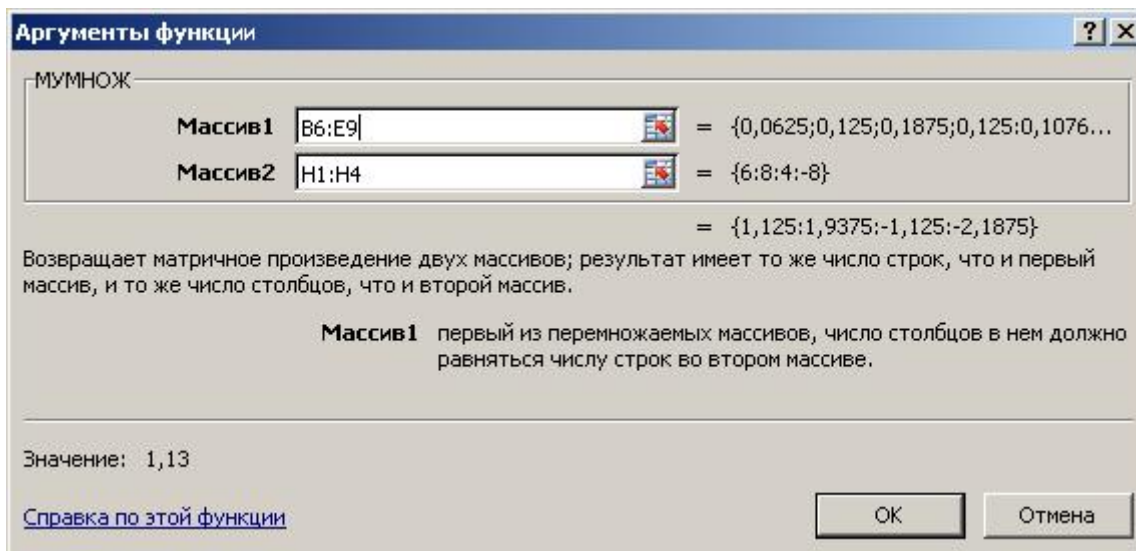 Аргументы функции
МУМНОЖ
Массив1 B6:E9 = {0,0625;0,125;0,1875;0,125:0,1076...
Массив2 H1:H4 = {6:8:4:-8}
= {1,125:1,9375:-1,125:-2,1875}
Возвращает матричное произведение двух массивов; результат имеет то же число строк, что и первый
массив, и то же число столбцов, что и второй массив.
Массив1 первый из перемножаемых массивов, число столбцов в нем должно
равняться числу строк во втором массиве.
Значение: 1,13
Справка по этой функции OK Отмена